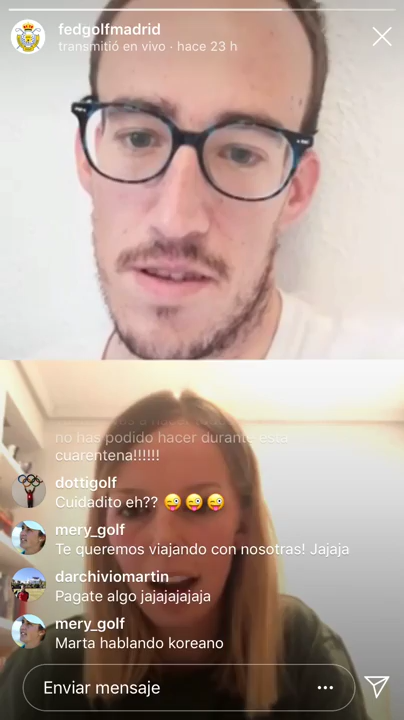 fedgolfmadrid
transmitió en vivo · hace 23 h
no has podido hacer durante esta
cuarentena!!!!!!
dottigolf
Cuidadito eh?? 😜😜😜
mery_golf
Te queremos viajando con nosotras! Jajaja
darchiviomartin
Pagate algo jajajajajaja
mery_golf
Marta hablando koreano
Enviar mensaje